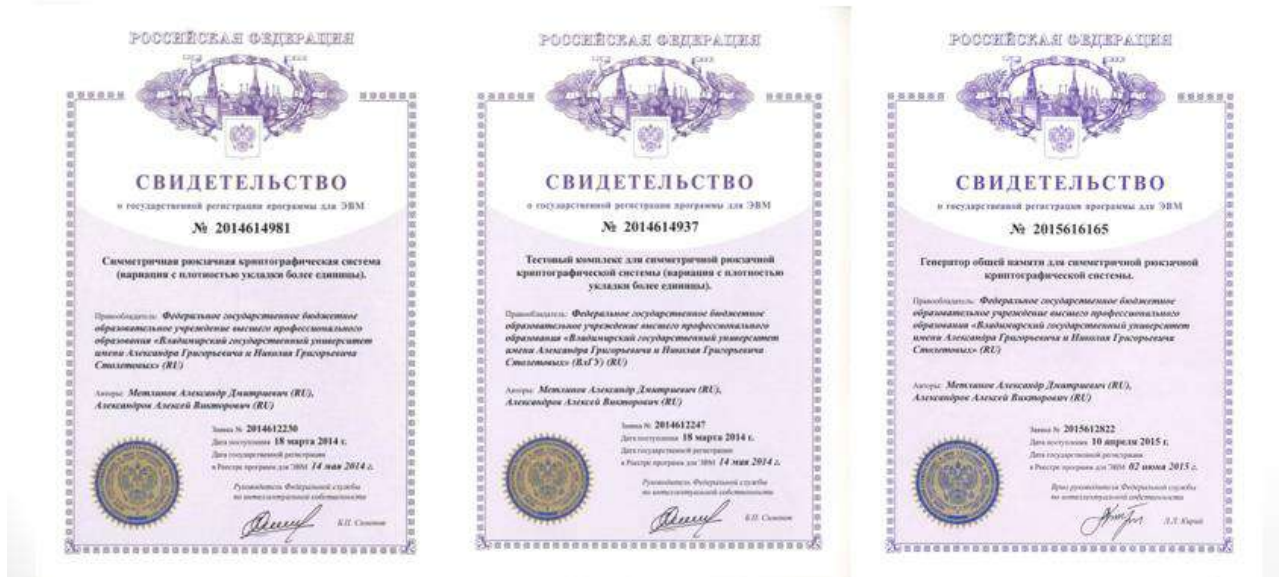 РОССИЙСКАЯ ФЕДЕРАЦИЯ
СВИДЕТЕЛЬСТВО
о государственной регистрации программы для ЭВМ
№ 2014614981
Симметричная рюкзачная криптографическая система
(вариация с плотностью укладки более единицы).
Правообладатель: Федеральное государственное бюджетное
образовательное учреждение высшего профессионального
образования «Владимирский государственный университет
имени Александра Григорьевича и Николая Григорьевича
Столетовых» (RU)
Авторы: Метлинов Александр Дмитриевич (RU),
Александров Алексей Викторович (RU)
Заявка № 2014612230
Дата поступления 18 марта 2014 г.
Дата государственной регистрации
в Реестре программ для ЭВМ 14 мая 2014 г.
Руководитель Федеральной службы
по интеллектуальной собственности
Б.П. Симонов
РОССИЙСКАЯ ФЕДЕРАЦИЯ
СВИДЕТЕЛЬСТВО
о государственной регистрации программы для ЭВМ
№ 2014614937
Тестовый комплекс для симметричной рюкзачной
криптографической системы (вариация с плотностью
укладки более единицы).
Правообладатель: Федеральное государственное бюджетное
образовательное учреждение высшего профессионального
образования «Владимирский государственный университет
имени Александра Григорьевича и Николая Григорьевича
Столетовых» (ВлГУ) (RU)
Авторы: Метлинов Александр Дмитриевич (RU),
Александров Алексей Викторович (RU)
Заявка № 2014612247
Дата поступления 18 марта 2014 г.
Дата государственной регистрации
в Реестре программ для ЭВМ 14 мая 2014 г.
Руководитель Федеральной службы
по интеллектуальной собственности
Б.П. Симонов
РОССИЙСКАЯ ФЕДЕРАЦИЯ
СВИДЕТЕЛЬСТВО
о государственной регистрации программы для ЭВМ
№ 2015616165
Генератор общей памяти для симметричной рюкзачной
криптографической системы.
Правообладатель: Федеральное государственное бюджетное
образовательное учреждение высшего профессионального
образования «Владимирский государственный университет
имени Александра Григорьевича и Николая Григорьевича
Столетовых» (RU)
Авторы: Метлинов Александр Дмитриевич (RU),
Александров Алексей Викторович (RU)
Заявка № 2015612822
Дата поступления 10 апреля 2015 г.
Дата государственной регистрации
в Реестре программ для ЭВМ 02 июня 2015 г.
Врио руководителя Федеральной службы
по интеллектуальной собственности
Л.Л. Кирий